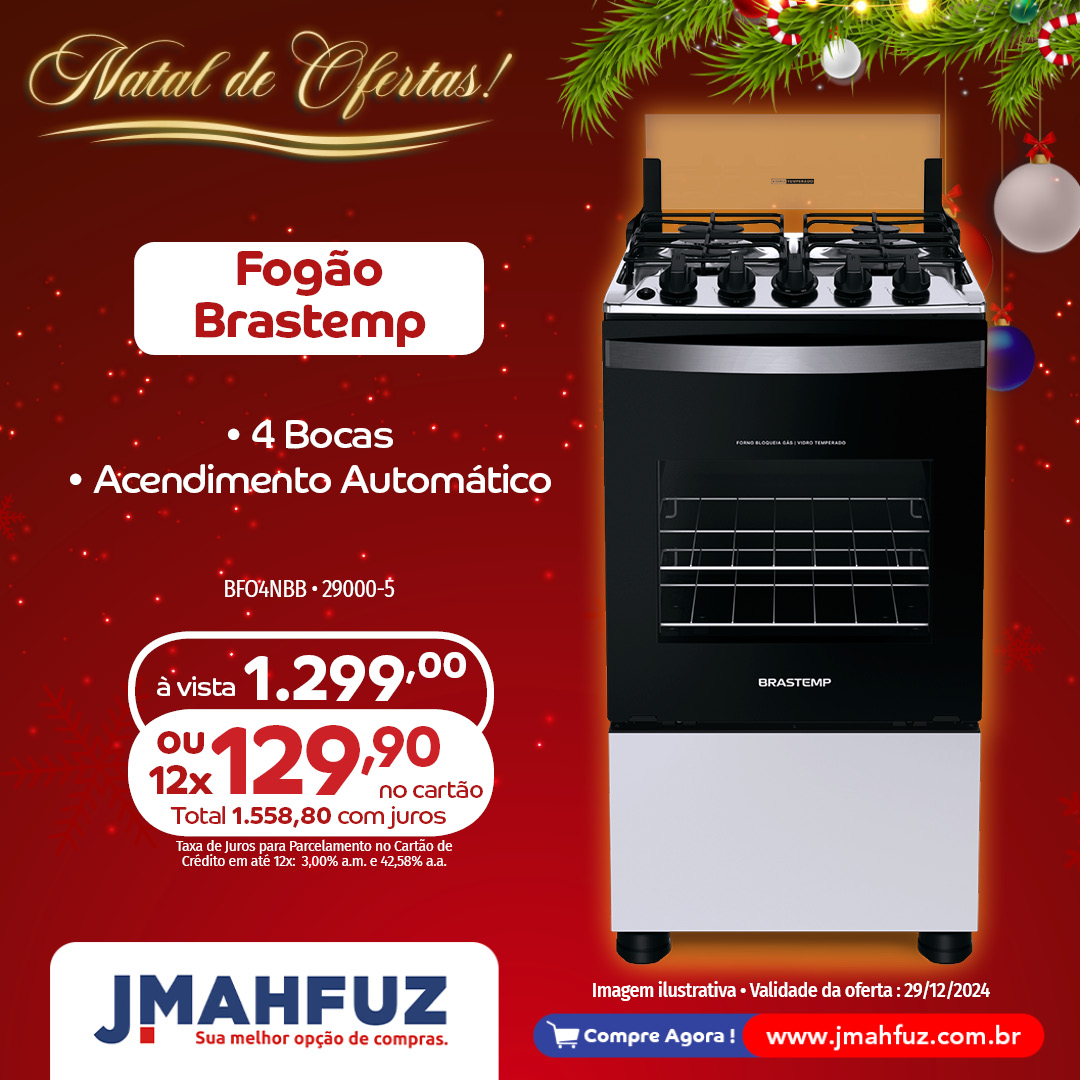 Natal de Ofertas!
VIDRO TEMPERADO
Fogão
Brastemp
• 4 Bocas
• Acendimento Automático
FORNO BLOQUEIA GÁS | VIDRO TEMPERADO
BFO4NBB • 29000-5
à vista 1.299,00
ou 12x 129,90 no cartão
Total 1.558,80 com juros
Taxa de Juros para Parcelamento no Cartão de
Crédito em até 12x: 3,00% a.m. e 42,58% a.a.
BRASTEMP
JMAHFUZ
Sua melhor opção de compras.
Imagem ilustrativa • Validade da oferta : 29/12/2024
Compre Agora ! www.jmahfuz.com.br